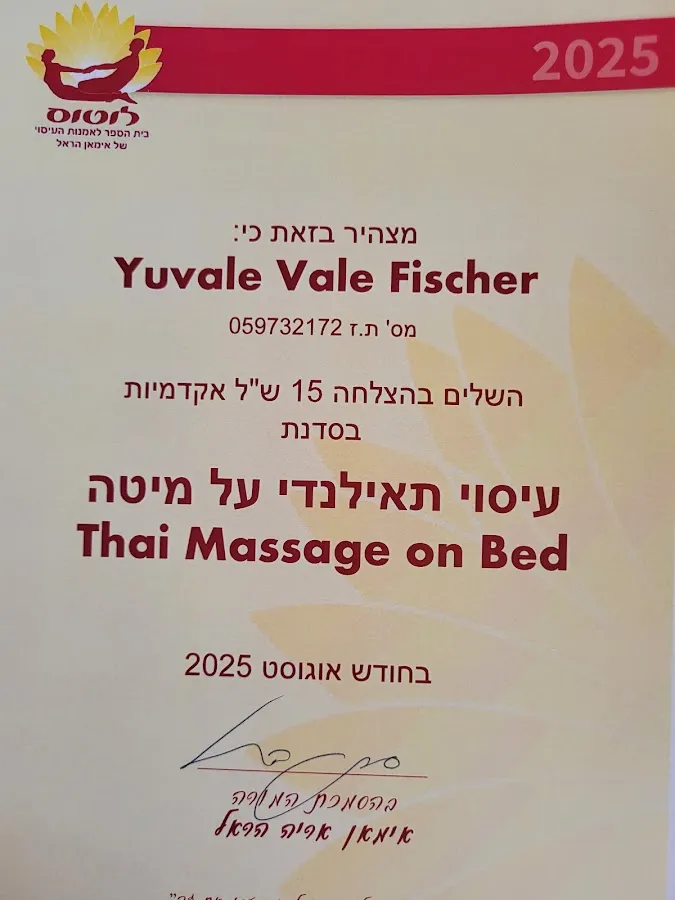 2025
לוטוס
בית הספר לאמנות העיסוי
של אימאן הראל
מצהיר בזאת כי:
Yuvale Vale Fischer
מס' ת.ז 059732172
השלים בהצלחה 15 ש"ל אקדמיות
בסדנת
עיסוי תאילנדי על מיטה
Thai Massage on Bed
בחודש אוגוסט 2025
בהסמכת המורה
אימאן אריה הראל